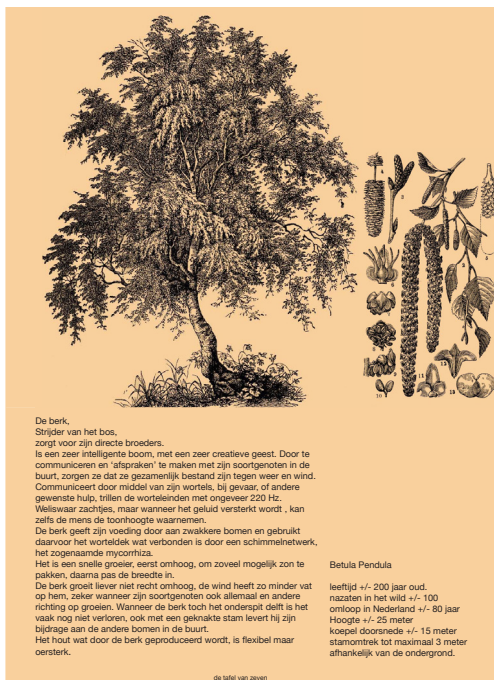 De berk,
Strijder van het bos,
zorgt voor zijn directe broeders.
Is een zeer intelligente boom, met een zeer creatieve geest. Door te
communiceren en ‘afspraken’ te maken met zijn soortgenoten in de
buurt, zorgen ze dat ze gezamenlijk bestand zijn tegen weer en wind.
Communiceert door middel van zijn wortels, bij gevaar, of andere
gewenste hulp, trillen de worteleinden met ongeveer 220 Hz.
Weliswaar zachtjes, maar wanneer het geluid versterkt wordt , kan
zelfs de mens de toonhoogte waarnemen.
De berk geeft zijn voeding door aan zwakkere bomen en gebruikt
daarvoor het worteldek wat verbonden is door een schimmelnetwerk,
het zogenaamde mycorrhiza.
Het is een snelle groeier, eerst omhoog, om zoveel mogelijk zon te
pakken, daarna pas de breedte in.
De berk groeit liever niet recht omhoog, de wind heeft zo minder vat
op hem, zeker wanneer zijn soortgenoten ook allemaal en andere
richting op groeien. Wanneer de berk toch het onderspit delft is het
vaak nog niet verloren, ook met een geknakte stam levert hij zijn
bijdrage aan de andere bomen in de buurt.
Het hout wat door de berk geproduceerd wordt, is flexibel maar
oersterk.
Betula Pendula
leeftijd +/- 200 jaar oud.
nazaten in het wild +/- 100
omloop in Nederland +/- 80 jaar
Hoogte +/- 25 meter
koepel doorsnede +/- 15 meter
stamomtrek tot maximaal 3 meter
afhankelijk van de ondergrond.
de tafel van zeven